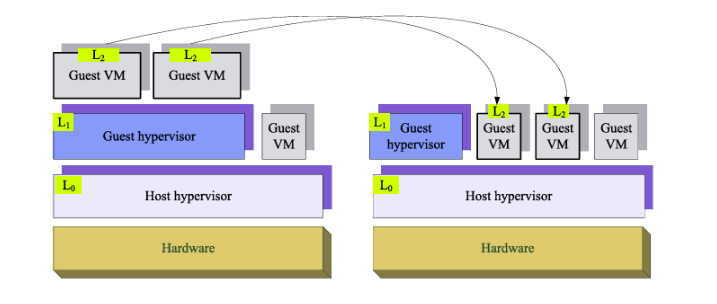 L₂
Guest VM
L₂
Guest VM
L₁
Guest hypervisor
Guest
VM
L₀
Host hypervisor
Hardware
L₁
Guest
hypervisor
L₂
Guest
VM
L₂
Guest
VM
Guest
VM
L₀
Host hypervisor
Hardware